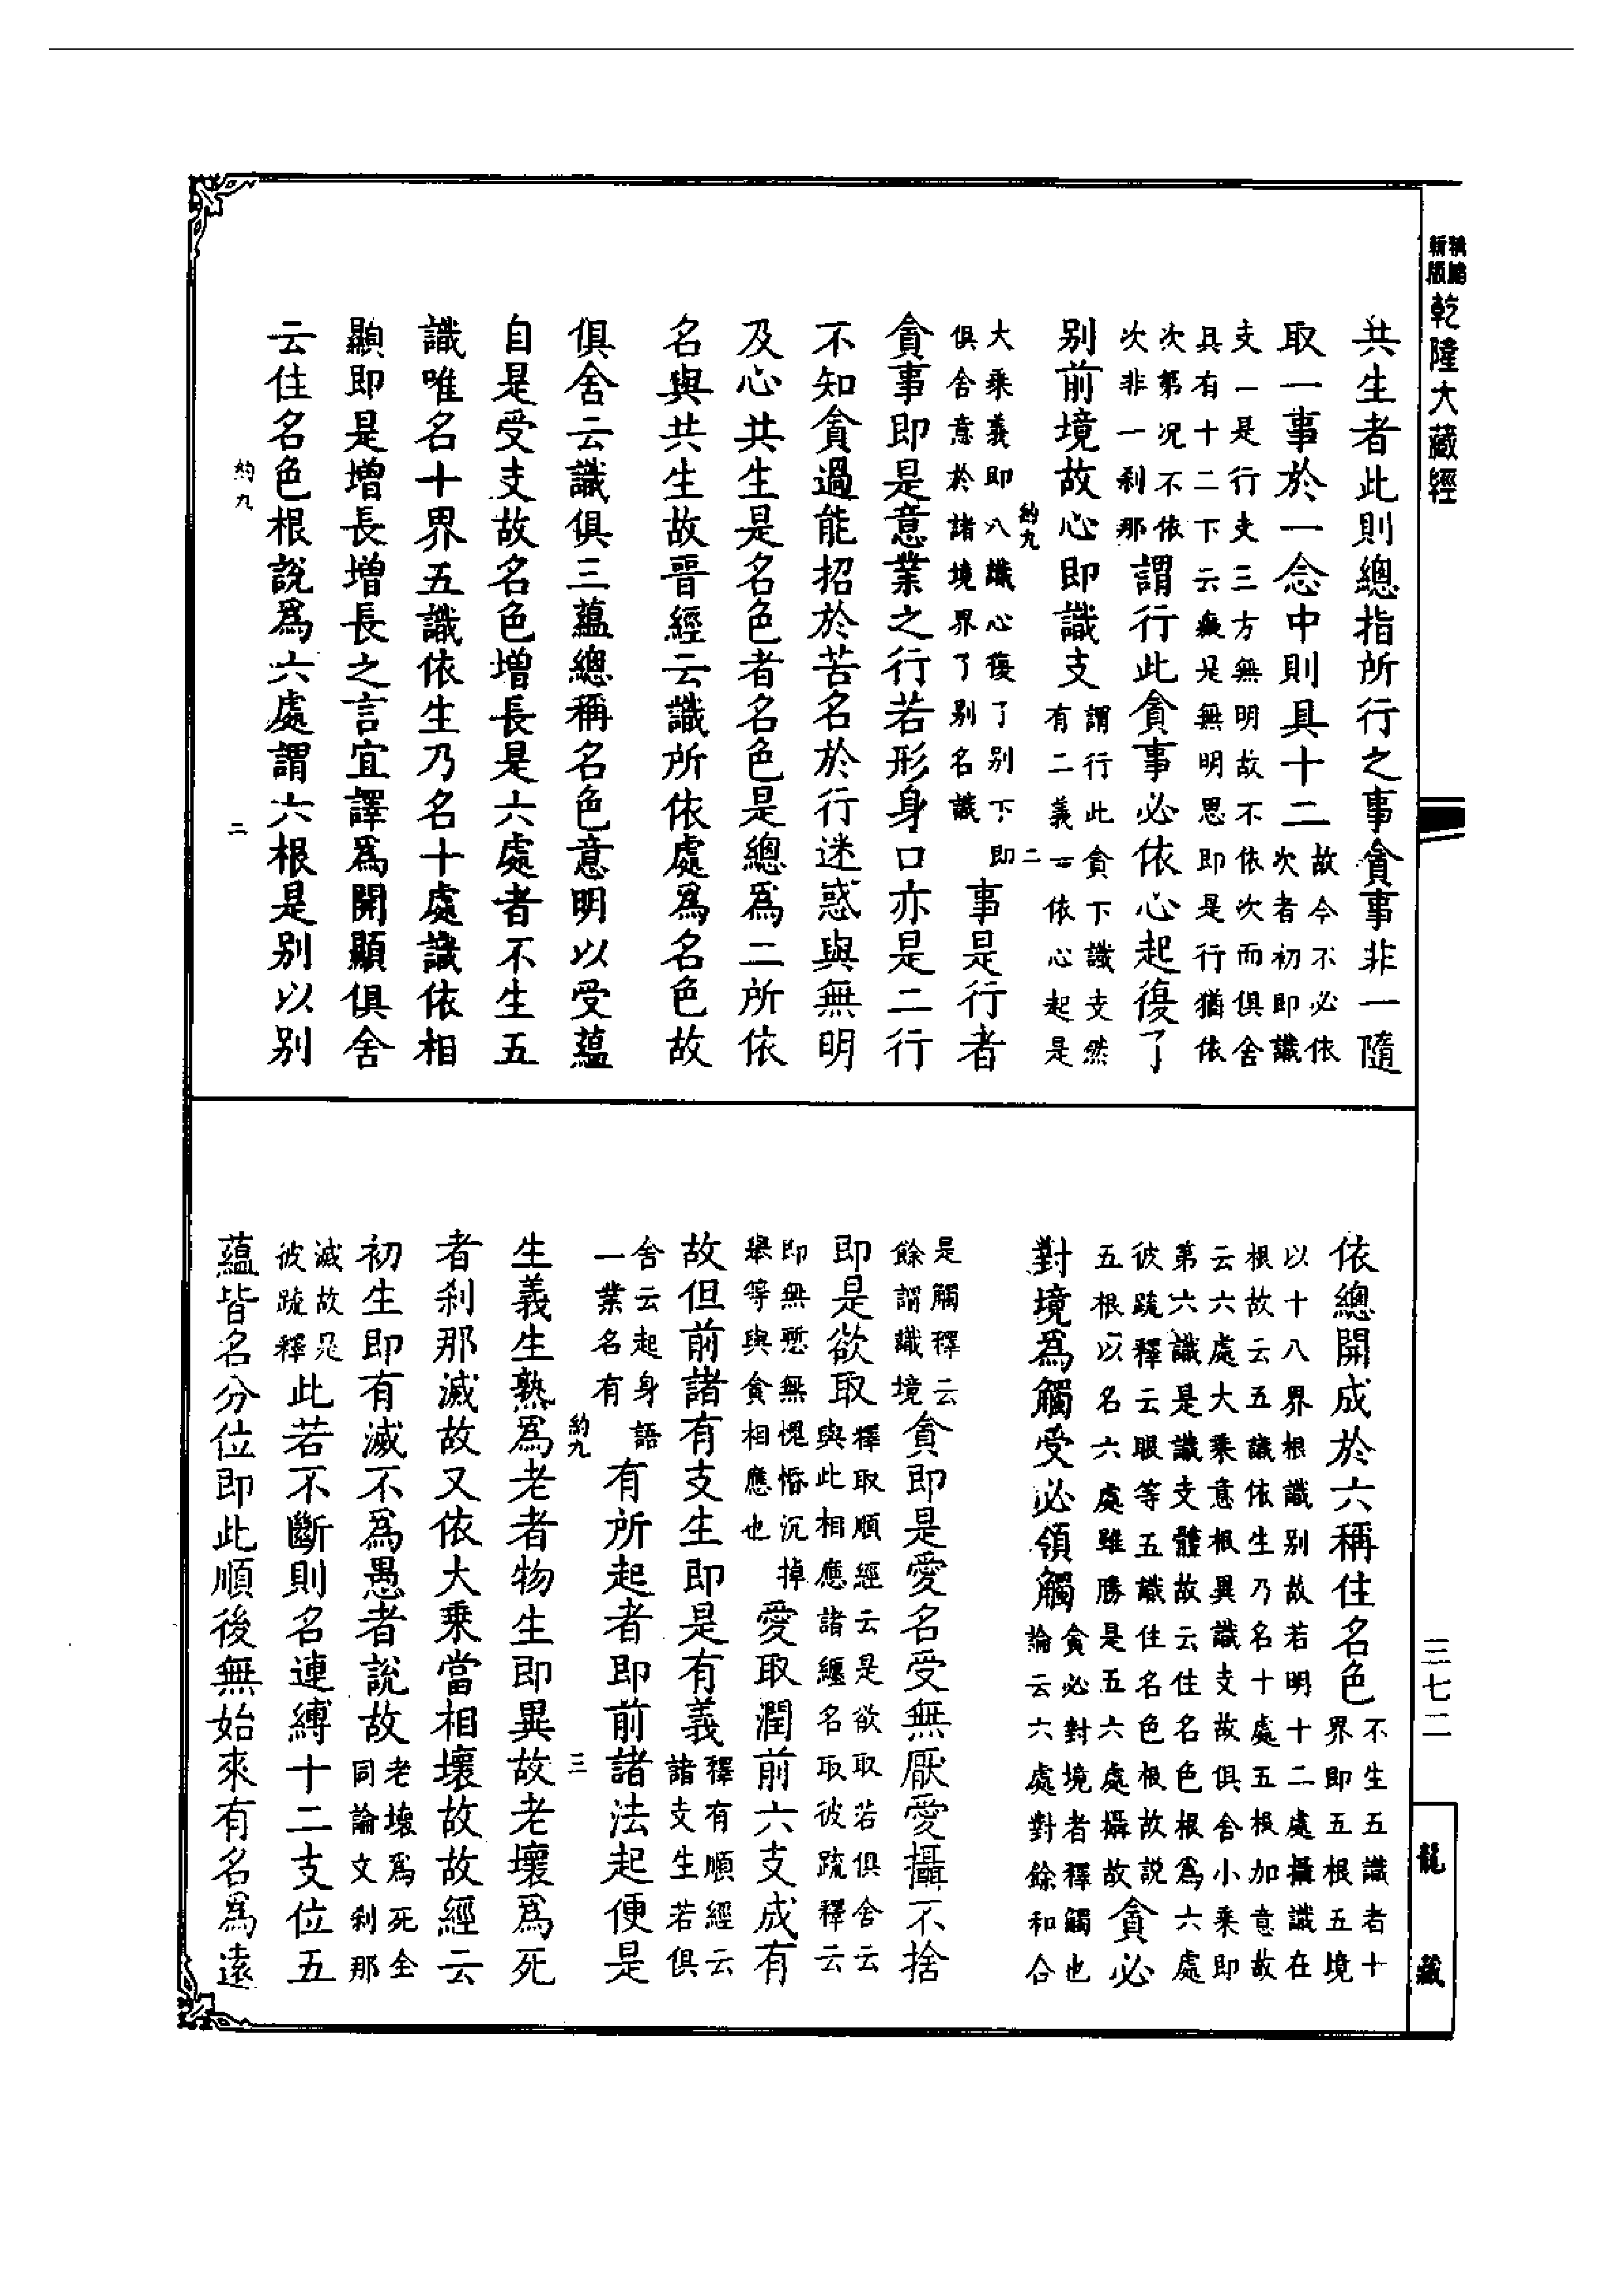 乾隆大藏經
共生者此則總指所行之事貪事非一隨
取一事於一念中則具十二故今不必依次者初即識
支一是行支三方無明故不依次而俱舍具有十二下云癡是無明思即是行猶依
次第況不依次非一刹那謂行此貪事必依心起復了
別前境故心即識支謂行此貪下識支然有二義一依心起是
大乘義即八識心復了別下即俱舍意於諸境界了別名識事是行者
貪事即是意業之行若形身口亦是二行
不知貪過能招於苦名於行迷惑與無明
及心共生是名色者名色是總為二所依
名與共生故晉經云識所依處為名色故
俱舍云識俱三蘊總稱名色意明以受蘊
自是受支故名色增長是六處者不生五
識唯名十界五識依生乃名十處識依相
顯即是增長增長之言宜譯為開顯俱舍
云住名色根說為六處謂六根是別以別
約九
二
依總開成於六稱住名色不生五識者十界即五根五境
以十八界根識別故若明十二處攝識在根故云五識依生乃名十處五根加意故
云六處大乘意根異識支故俱舍小乘即第六識是識支體故云住名色根為六處
彼疏釋云眼等五識住名色根故說五根以名六處雖勝是五六處攝故貪必
對境為觸受必領觸貪必對境者釋觸也論云六處對餘和合
是觸釋云餘謂識境貪即是愛名受無厭愛攝不捨
即是欲取釋取順經云是欲取若俱舍云與此相應諸纏名取彼疏釋云
即無慙無愧惛沉掉舉等與貪相應也愛取潤前六支成有
故但前諸有支生即是有義釋有順經云諸支生若俱
舍云起身語一業名有有所起者即前諸法起便是
生義生熟為老者物生即異故老壞為死
者刹那滅故又依大乘當相壞故故經云
初生即有滅不為愚者說故老壞為死全同論文刹那
滅故是彼疏釋此若不斷則名連縛十二支位五
蘊皆名分位即此順後無始來有名為遠
約九
三
三七二
龍藏